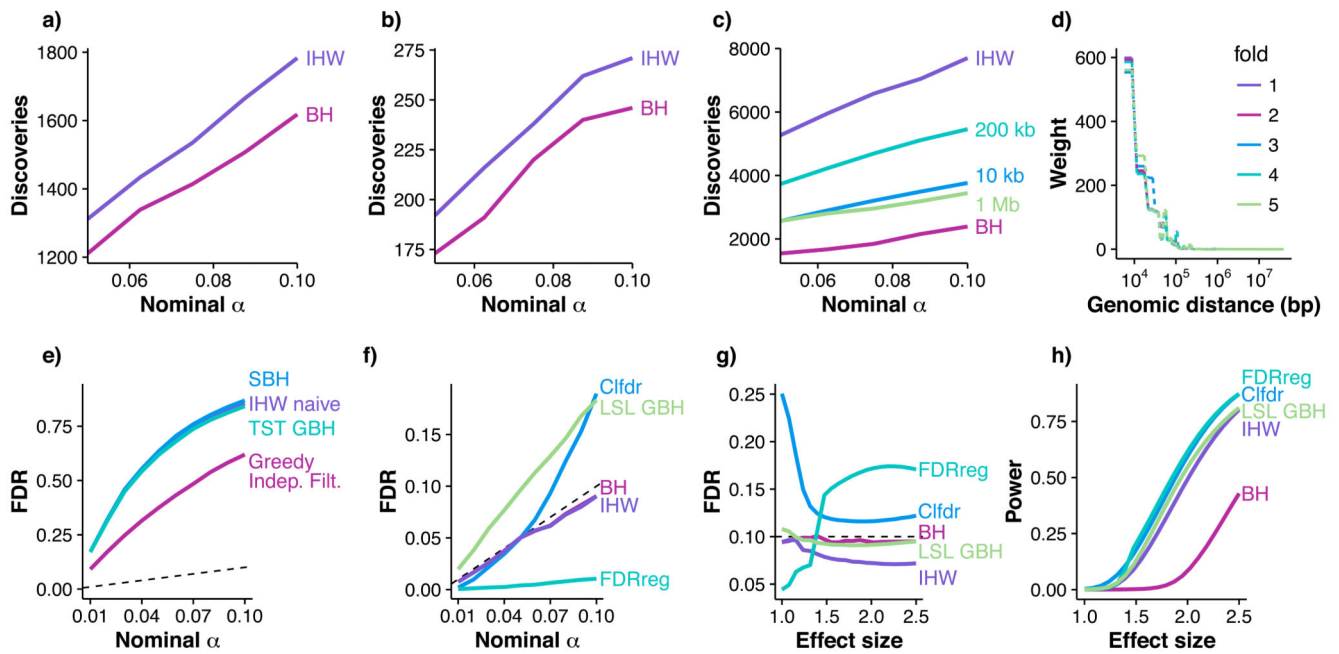 a)
1800
1600
1400
1200
Discoveries
0.06
0.08
0.10
Nominal α
IHW
BH
b)
275
250
225
200
175
Discoveries
0.06
0.08
0.10
Nominal α
IHW
BH
c)
8000
6000
4000
2000
Discoveries
0.06
0.08
0.10
Nominal α
IHW
200 kb
10 kb
1 Mb
BH
d)
600
400
200
0
Weight
10⁴
10⁵
10⁶
10⁷
Genomic distance (bp)
fold
1
2
3
4
5
e)
0.75
0.50
0.25
0.00
FDR
0.01
0.04
0.07
0.10
Nominal α
SBH
IHW naive
TST GBH
Greedy
Indep. Filt.
f)
0.15
0.10
0.05
0.00
FDR
0.01
0.04
0.07
0.10
Nominal α
Clfdr
LSL GBH
BH
IHW
FDRreg
g)
0.25
0.20
0.15
0.10
0.05
FDR
1.0
1.5
2.0
2.5
Effect size
FDRreg
Clfdr
BH
LSL GBH
IHW
h)
0.75
0.50
0.25
0.00
Power
1.0
1.5
2.0
2.5
Effect size
FDRreg
Clfdr
LSL GBH
IHW
BH